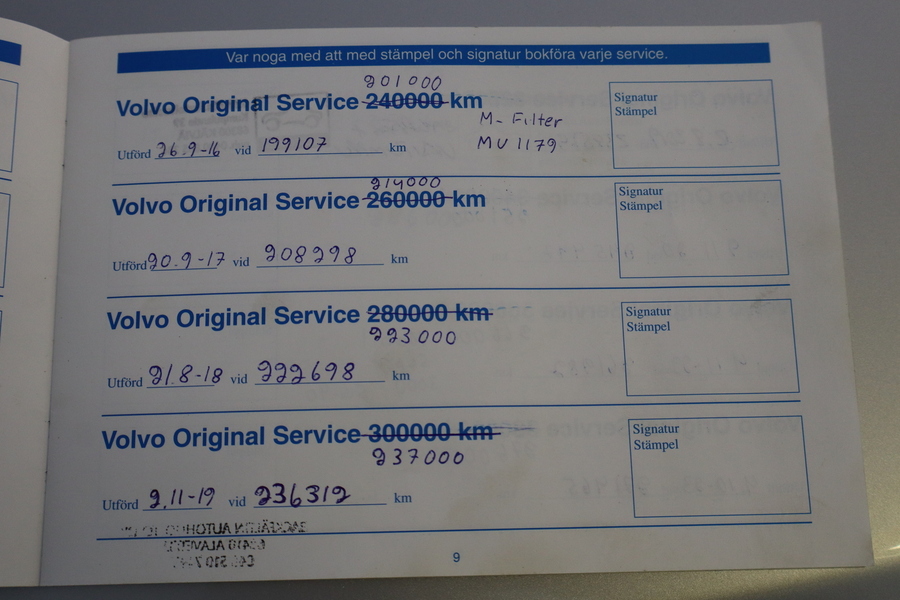 Var noga med att med stämpel och signatur bokföra varje service.
201000
Volvo Original Service 240000 km
M-Filter
MU 1179
Utförd 26.9-16 vid 199107 km
Signatur
Stämpel
214000
Volvo Original Service 260000 km
Utförd 20.9-17 vid 208298 km
Signatur
Stämpel
Volvo Original Service 280000 km
223000
Utförd 21.8-18 vid 222698 km
Signatur
Stämpel
Volvo Original Service 300000 km
237000
Utförd 2.11-19 vid 236312 km
Signatur
Stämpel
9